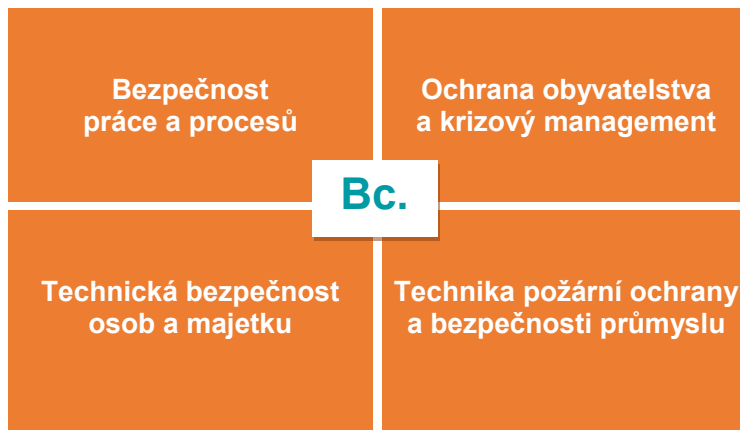 Bezpečnost
práce a procesů
Ochrana obyvatelstva
a krizový management
Bc.
Technická bezpečnost
osob a majetku
Technika požární ochrany
a bezpečnosti průmyslu